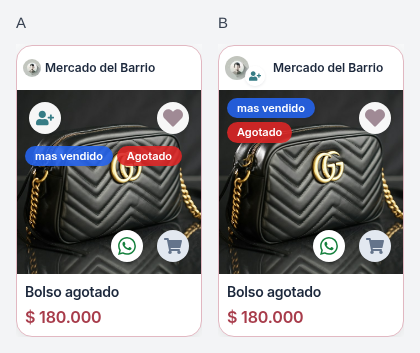 A
Mercado del Barrio
mas vendido
Agotado
Bolso agotado
$ 180.000
B
Mercado del Barrio
mas vendido
Agotado
Bolso agotado
$ 180.000